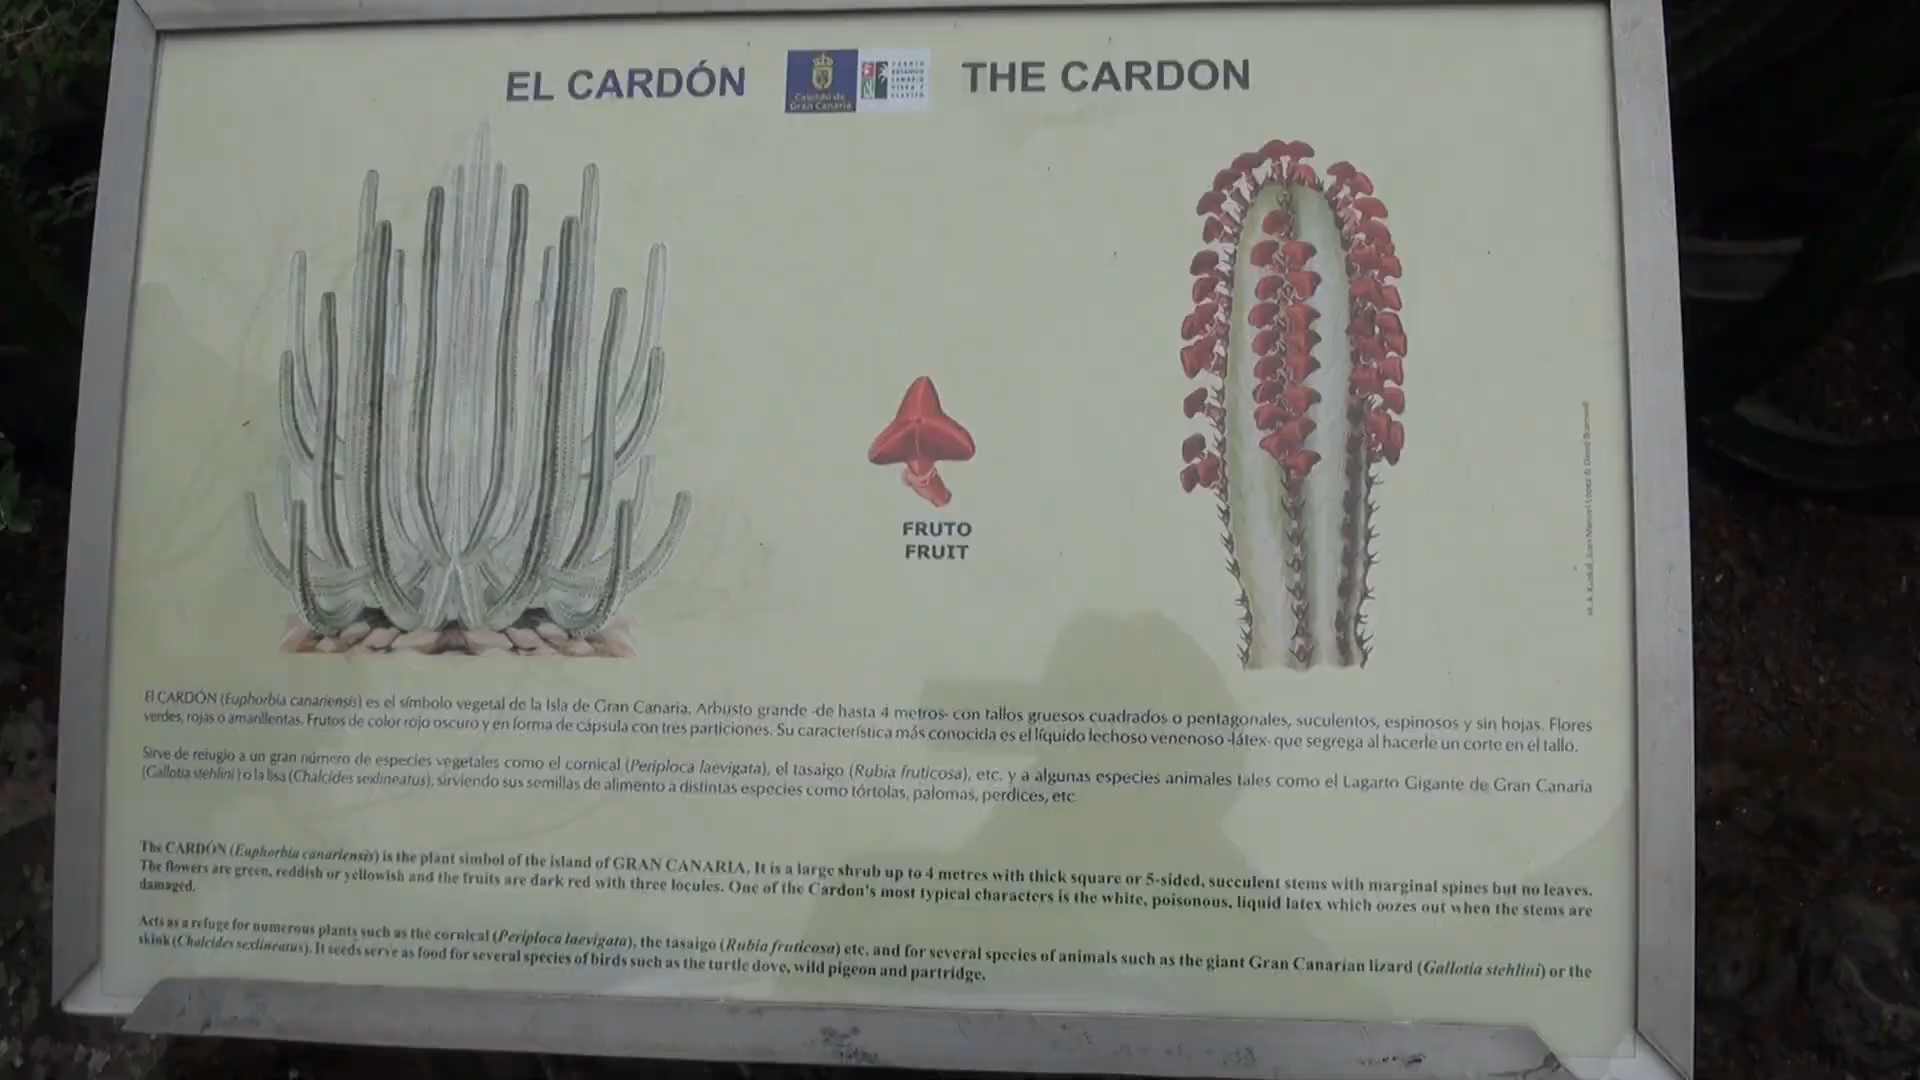 EL CARDÓN
THE CARDON
Cabildo de
Gran Canaria
FRUTO
FRUIT
El CARDÓN (Euphorbia canariensis) es el símbolo vegetal de la Isla de Gran Canaria. Arbusto grande -de hasta 4 metros- con tallos gruesos cuadrados o pentagonales, suculentos, espinosos y sin hojas. Flores
verdes, rojas o amarillentas. Frutos de color rojo oscuro y en forma de cápsula con tres particiones. Su característica más conocida es el líquido lechoso venenoso -látex- que segrega al hacerle un corte en el tallo.
Sirve de refugio a un gran número de especies vegetales como el cornical (Periploca laevigata), el tasaigo (Rubia fruticosa), etc. y a algunas especies animales tales como el Lagarto Gigante de Gran Canaria
(Gallotia stehlini) o la lisa (Chalcides sexlineatus), sirviendo sus semillas de alimento a distintas especies como tórtolas, palomas, perdices, etc.
The CARDÓN (Euphorbia canariensis) is the plant simbol of the island of GRAN CANARIA. It is a large shrub up to 4 metres with thick square or 5-sided, succulent stems with marginal spines but no leaves.
The flowers are green, reddish or yellowish and the fruits are dark red with three locules. One of the Cardon's most typical characters is the white, poisonous, liquid latex which oozes out when the stems are
damaged.
Acts as a refuge for numerous plants such as the cornical (Periploca laevigata), the tasaigo (Rubia fruticosa) etc. and for several species of animals such as the giant Gran Canarian lizard (Gallotia stehlini) or the
skink (Chalcides sexlineatus). It seeds serve as food for several species of birds such as the turtle dove, wild pigeon and partridge.